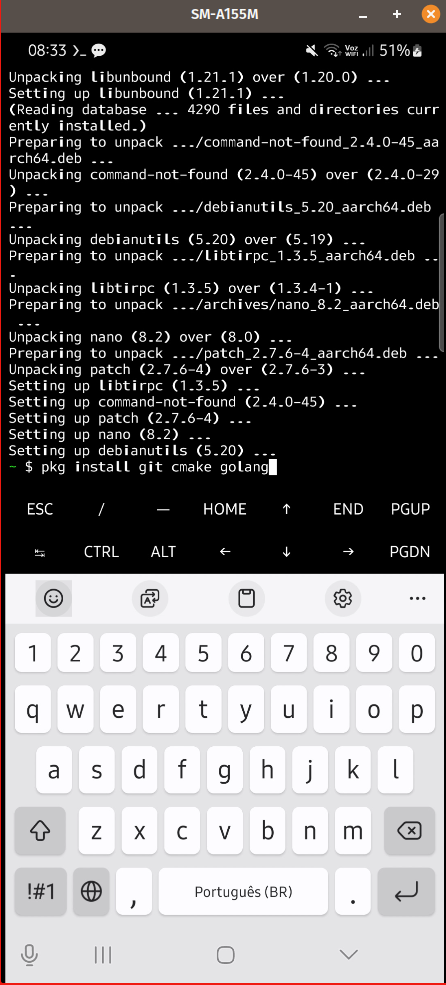 SM-A155M
08:33 51%
Voz
WiFi
Unpacking libunbound (1.21.1) over (1.20.0) ...
Setting up libunbound (1.21.1) ...
(Reading database ... 4290 files and directories curr
ently installed.)
Preparing to unpack .../command-not-found_2.4.0-45_aa
rch64.deb ...
Unpacking command-not-found (2.4.0-45) over (2.4.0-29
) ...
Preparing to unpack .../debianutils_5.20_aarch64.deb
...
Unpacking debianutils (5.20) over (5.19) ...
Preparing to unpack .../libtirpc_1.3.5_aarch64.deb ..
.
Unpacking libtirpc (1.3.5) over (1.3.4-1) ...
Preparing to unpack .../archives/nano_8.2_aarch64.deb
...
Unpacking nano (8.2) over (8.0) ...
Preparing to unpack .../patch_2.7.6-4_aarch64.deb ...
Unpacking patch (2.7.6-4) over (2.7.6-3) ...
Setting up libtirpc (1.3.5) ...
Setting up command-not-found (2.4.0-45) ...
Setting up patch (2.7.6-4) ...
Setting up nano (8.2) ...
Setting up debianutils (5.20) ...
~ $ pkg install git cmake golang
ESC / — HOME ↑ END PGUP
↹ CTRL ALT ← ↓ → PGDN
1 2 3 4 5 6 7 8 9 0
q w e r t y u i o p
a s d f g h j k l
z x c v b n m
!#1 , Português (BR) .